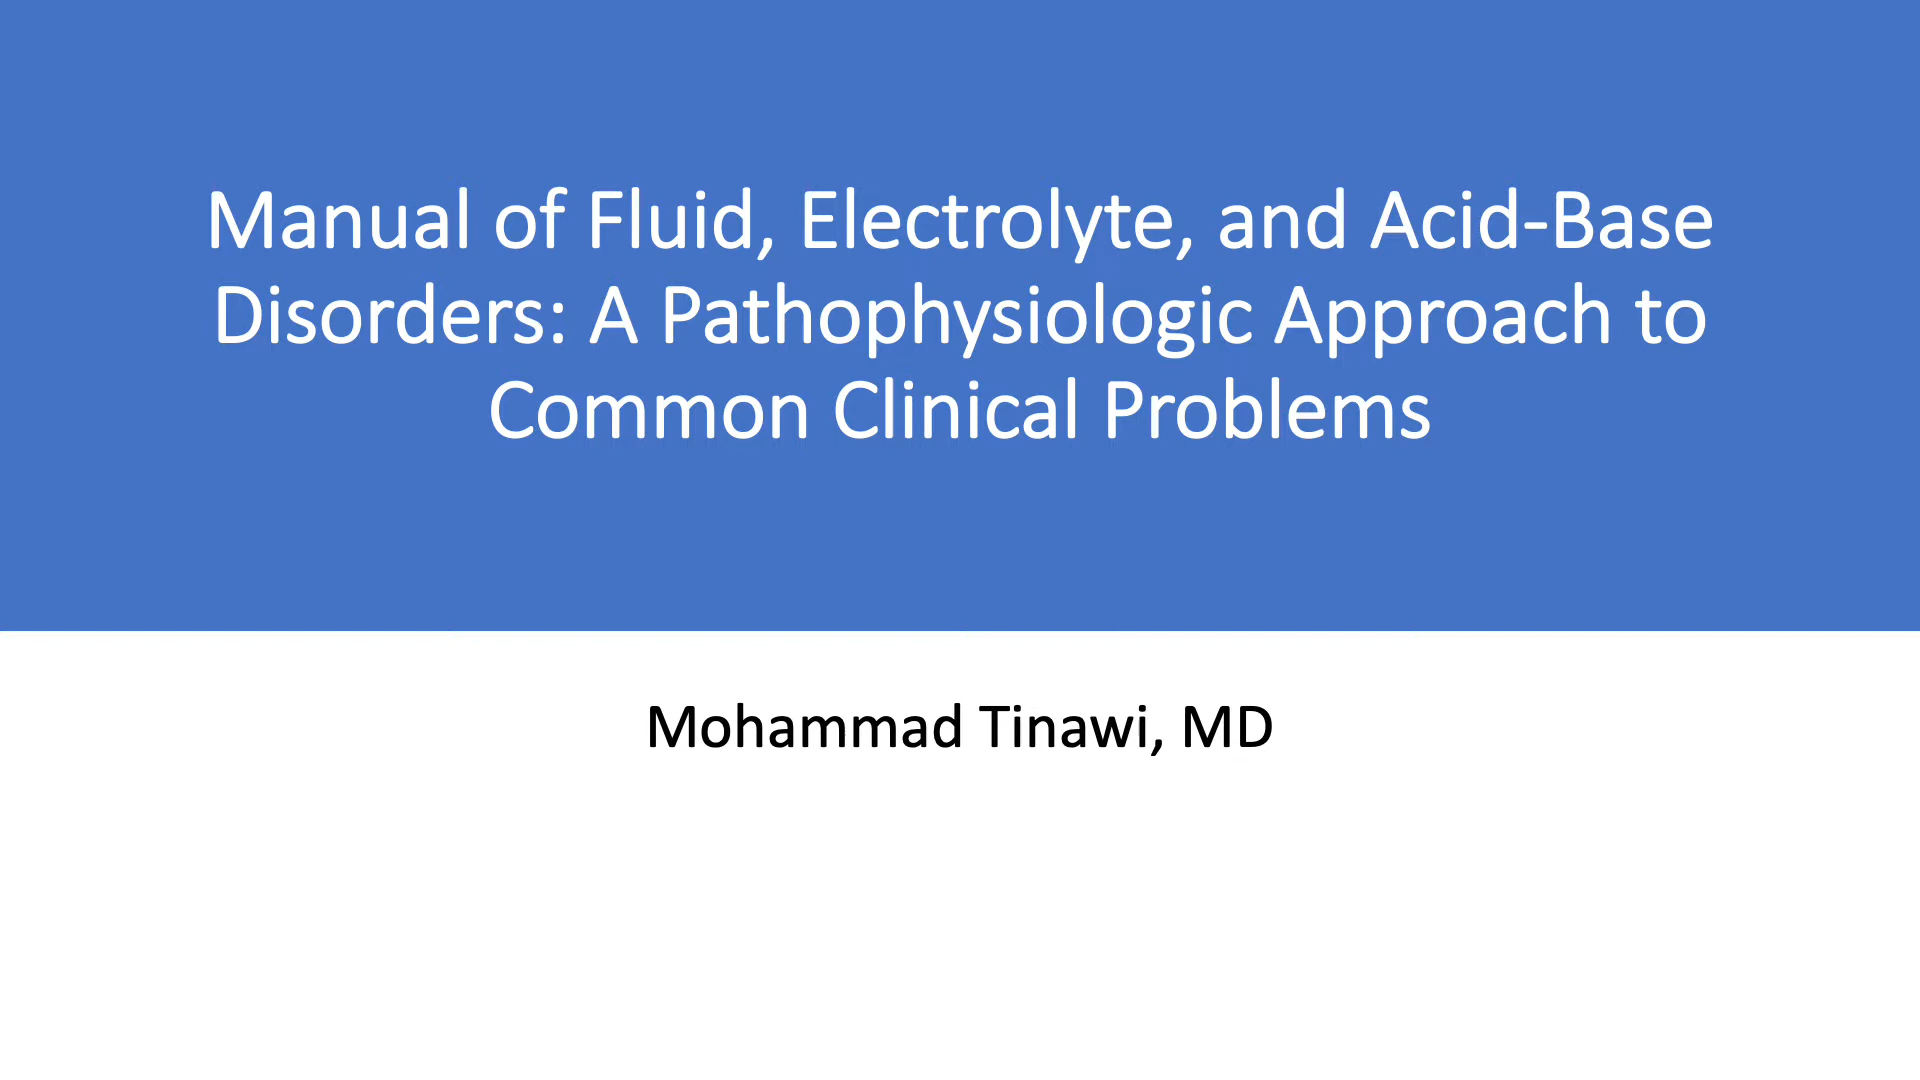 Manual of Fluid, Electrolyte, and Acid-Base
Disorders: A Pathophysiologic Approach to
Common Clinical Problems
Mohammad Tinawi, MD